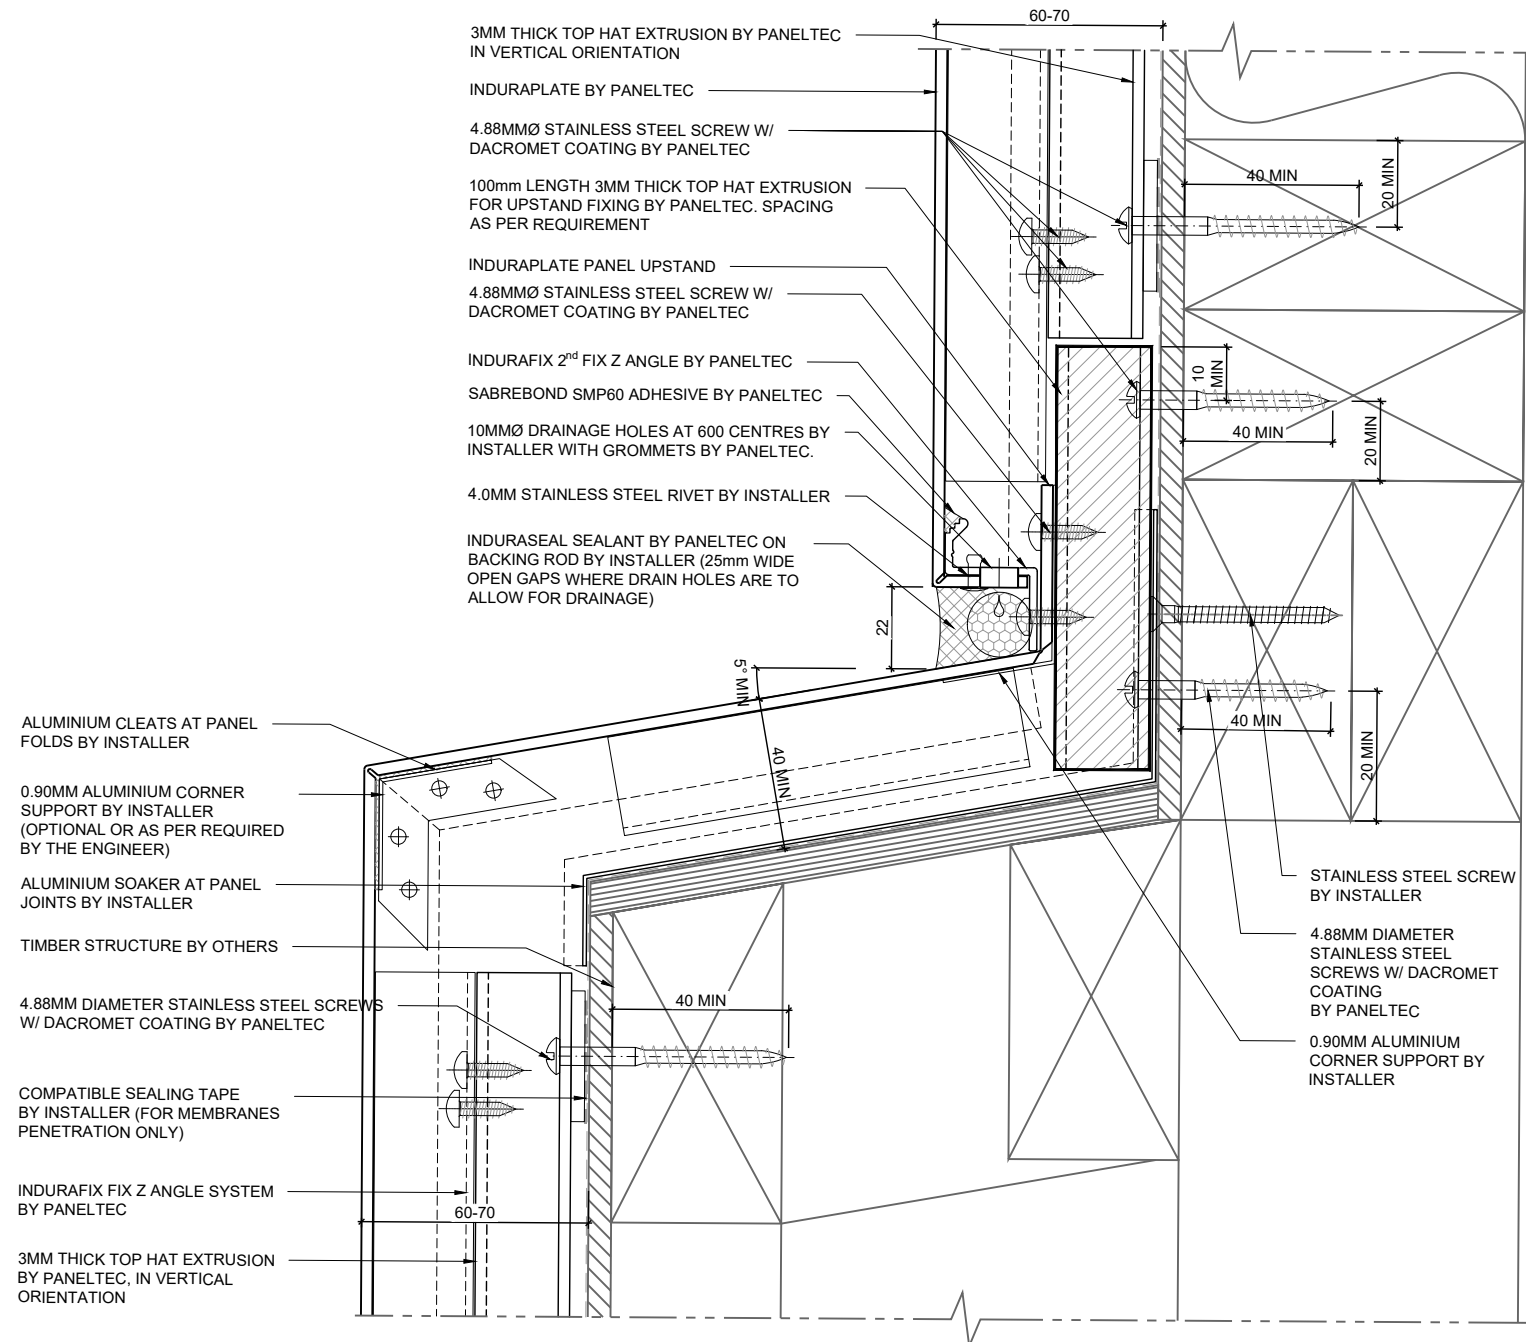 3MM THICK TOP HAT EXTRUSION BY PANELTEC
IN VERTICAL ORIENTATION
INDURAPLATE BY PANELTEC
4.88MMØ STAINLESS STEEL SCREW W/
DACROMET COATING BY PANELTEC
100mm LENGTH 3MM THICK TOP HAT EXTRUSION
FOR UPSTAND FIXING BY PANELTEC. SPACING
AS PER REQUIREMENT
INDURAPLATE PANEL UPSTAND
4.88MMØ STAINLESS STEEL SCREW W/
DACROMET COATING BY PANELTEC
INDURAFIX 2nd FIX Z ANGLE BY PANELTEC
SABREBOND SMP60 ADHESIVE BY PANELTEC
10MMØ DRAINAGE HOLES AT 600 CENTRES BY
INSTALLER WITH GROMMETS BY PANELTEC.
4.0MM STAINLESS STEEL RIVET BY INSTALLER
INDURASEAL SEALANT BY PANELTEC ON
BACKING ROD BY INSTALLER (25mm WIDE
OPEN GAPS WHERE DRAIN HOLES ARE TO
ALLOW FOR DRAINAGE)
60-70
40 MIN
20 MIN
10
MIN
40 MIN
20 MIN
22
5° MIN
40 MIN
40 MIN
20 MIN
ALUMINIUM CLEATS AT PANEL
FOLDS BY INSTALLER
0.90MM ALUMINIUM CORNER
SUPPORT BY INSTALLER
(OPTIONAL OR AS PER REQUIRED
BY THE ENGINEER)
ALUMINIUM SOAKER AT PANEL
JOINTS BY INSTALLER
TIMBER STRUCTURE BY OTHERS
4.88MM DIAMETER STAINLESS STEEL SCREWS
W/ DACROMET COATING BY PANELTEC
COMPATIBLE SEALING TAPE
BY INSTALLER (FOR MEMBRANES
PENETRATION ONLY)
INDURAFIX FIX Z ANGLE SYSTEM
BY PANELTEC
3MM THICK TOP HAT EXTRUSION
BY PANELTEC, IN VERTICAL
ORIENTATION
40 MIN
60-70
STAINLESS STEEL SCREW
BY INSTALLER
4.88MM DIAMETER
STAINLESS STEEL
SCREWS W/ DACROMET
COATING
BY PANELTEC
0.90MM ALUMINIUM
CORNER SUPPORT BY
INSTALLER